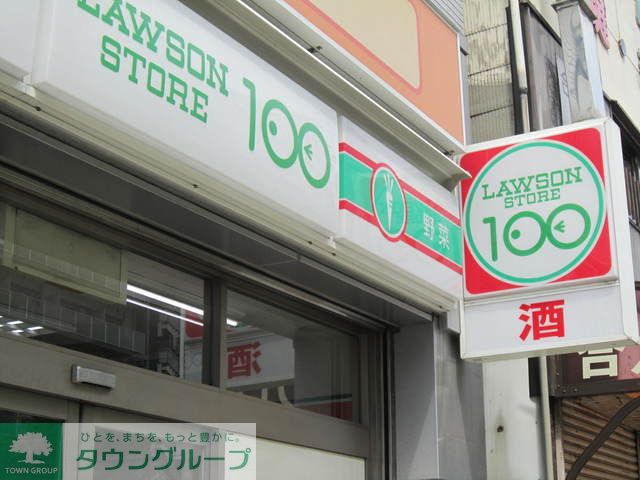 LAWSON
STORE
100
野菜
LAWSON
STORE
100
酒
酒
TOWN GROUP
ひとを、まちを、もっと豊かに。
タウングループ